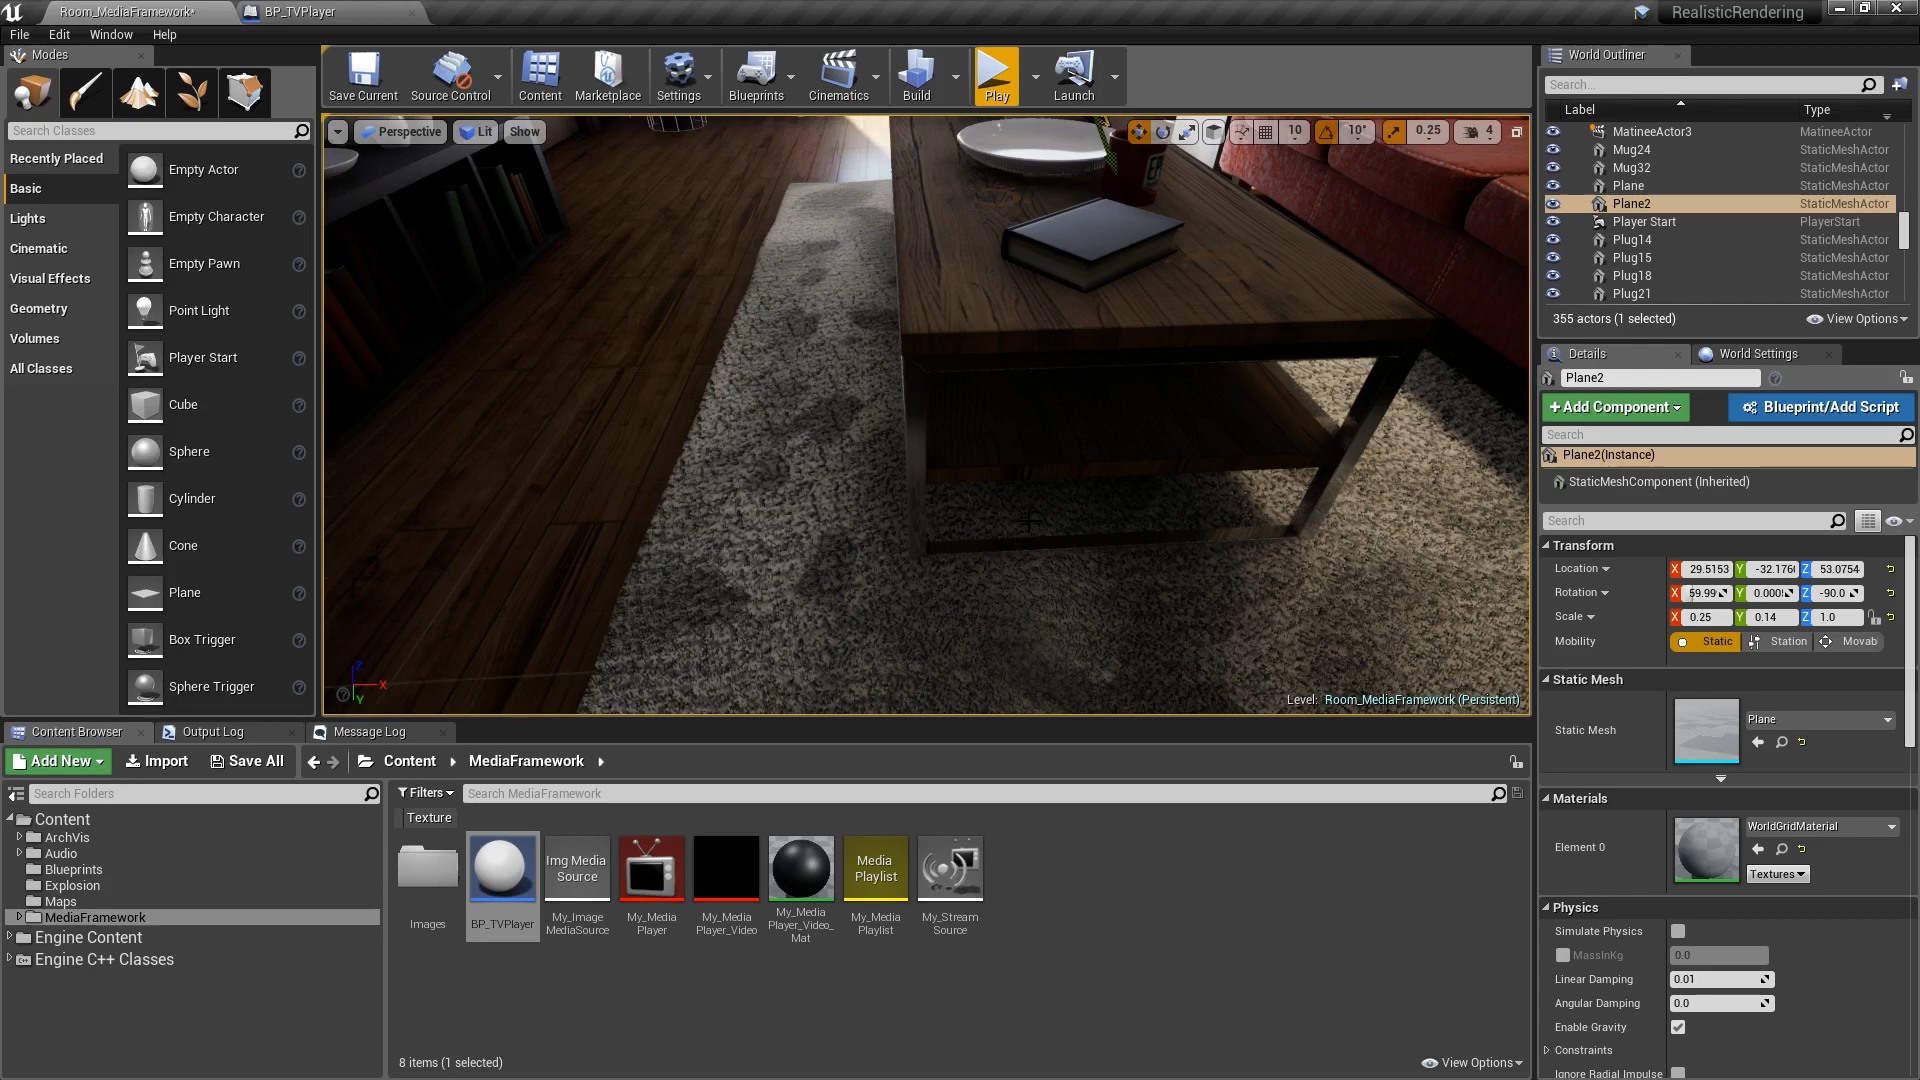 Room_MediaFramework*
BP_TVPlayer
RealisticRendering
File
Edit
Window
Help
Modes
Search Classes
Recently Placed
Basic
Lights
Cinematic
Visual Effects
Geometry
Volumes
All Classes
Empty Actor
Empty Character
Empty Pawn
Point Light
Player Start
Cube
Sphere
Cylinder
Cone
Plane
Box Trigger
Sphere Trigger
Save Current
Source Control
Content
Marketplace
Settings
Blueprints
Cinematics
Build
Play
Launch
Perspective
Lit
Show
10
10°
0.25
4
Z
X
Y
Level: Room_MediaFramework (Persistent)
World Outliner
Search...
Label
Type
MatineeActor3 MatineeActor
Mug24 StaticMeshActor
Mug32 StaticMeshActor
Plane StaticMeshActor
Plane2 StaticMeshActor
Player Start PlayerStart
Plug14 StaticMeshActor
Plug15 StaticMeshActor
Plug18 StaticMeshActor
Plug21 StaticMeshActor
355 actors (1 selected)
View Options
Details
World Settings
Plane2
+Add Component
Blueprint/Add Script
Search
Plane2(Instance)
StaticMeshComponent (Inherited)
Search
Transform
Location X 29.5153 Y -32.176 Z 53.0754
Rotation X 59.99 Y 0.000 Z -90.0
Scale X 0.25 Y 0.14 Z 1.0
Mobility Static Station Movab
Static Mesh
Static Mesh
Plane
Materials
Element 0
WorldGridMaterial
Textures
Physics
Simulate Physics
MassInKg 0.0
Linear Damping 0.01
Angular Damping 0.0
Enable Gravity
Constraints
Ignore Radial Impulse
Content Browser
Output Log
Message Log
Add New
Import
Save All
Content
MediaFramework
Search Folders
Content
ArchVis
Audio
Blueprints
Explosion
Maps
MediaFramework
Engine Content
Engine C++ Classes
Filters
Search MediaFramework
Texture
Img Media
Source
Media
Playlist
Images
BP_TVPlayer
My_Image
MediaSource
My_Media
Player
My_Media
Player_Video
My_Media
Player_Video_
Mat
My_Media
Playlist
My_Stream
Source
8 items (1 selected)
View Options